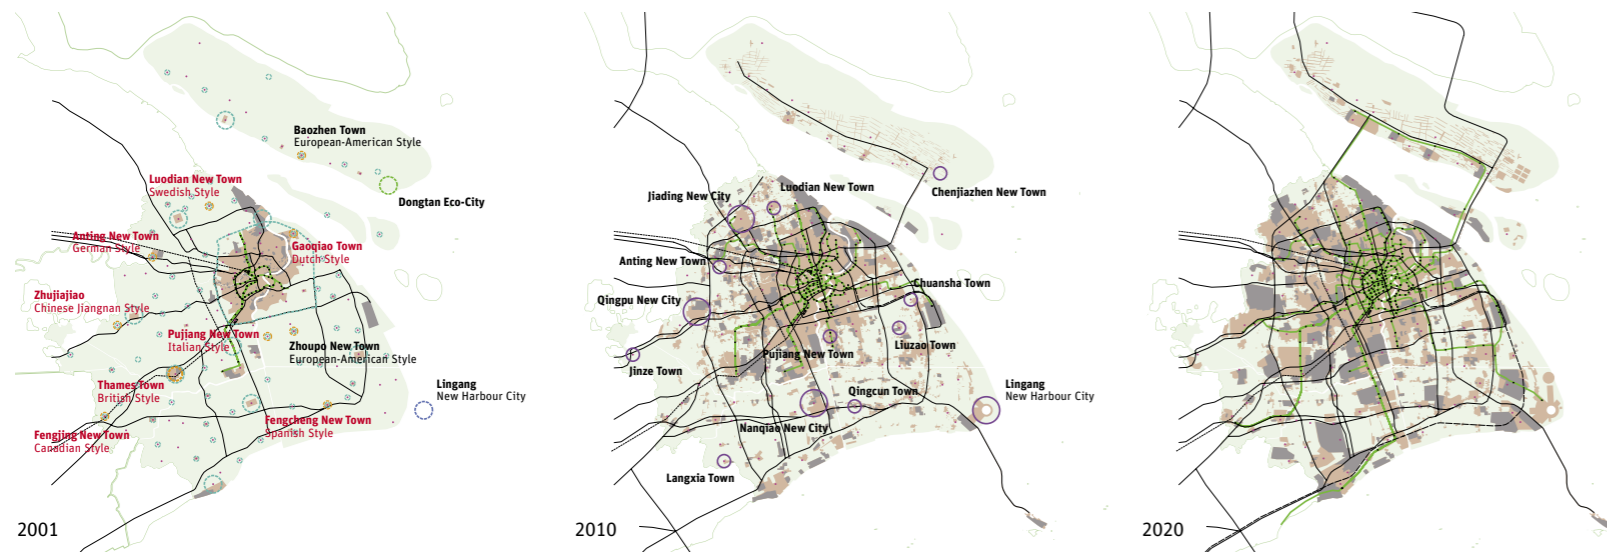 Baozhen Town
European-American Style
Luodian New Town
Swedish Style
Dongtan Eco-City
Anting New Town
German Style
Gaoqiao Town
Dutch Style
Zhujiajiao
Chinese Jiangnan Style
Pujiang New Town
Italian Style
Zhoupo New Town
European-American Style
Thames Town
British Style
Lingang
New Harbour City
Fengcheng New Town
Spanish Style
Fengjing New Town
Canadian Style
2001
Luodian New Town
Jiading New City
Chenjiazhen New Town
Anting New Town
Chuansha Town
Qingpu New City
Liuzao Town
Pujiang New Town
Jinze Town
Qingcun Town
Lingang
New Harbour City
Nanqiao New City
Langxia Town
2010
2020